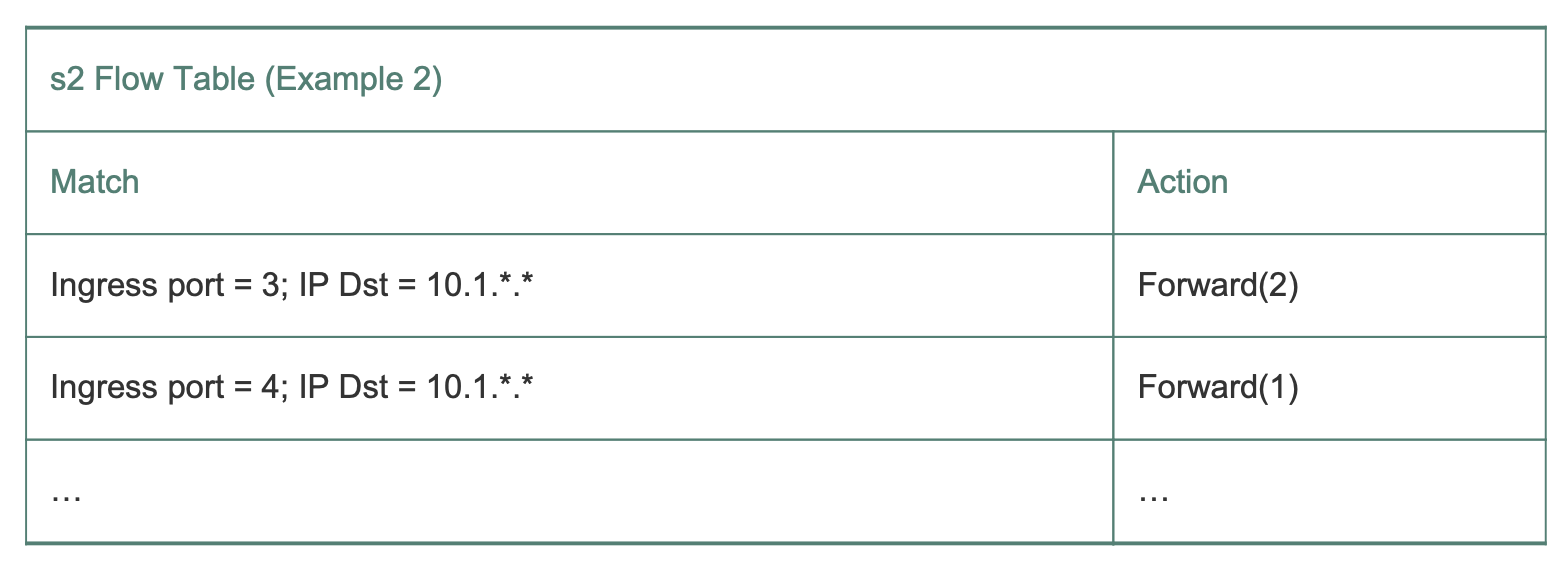 s2 Flow Table (Example 2)
Match Action
Ingress port = 3; IP Dst = 10.1.*.* Forward(2)
Ingress port = 4; IP Dst = 10.1.*.* Forward(1)
… …